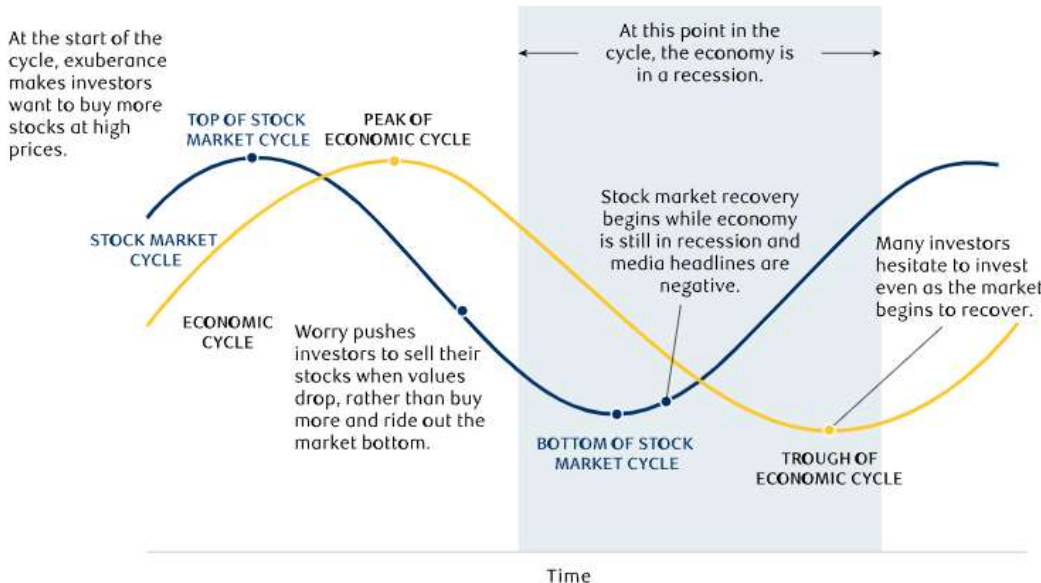 At the start of the
cycle, exuberance
makes investors
want to buy more
stocks at high
prices.
TOP OF STOCK
MARKET CYCLE
PEAK OF
ECONOMIC CYCLE
At this point in the
cycle, the economy is
in a recession.
STOCK MARKET
CYCLE
ECONOMIC
CYCLE
Worry pushes
investors to sell their
stocks when values
drop, rather than buy
more and ride out the
market bottom.
Stock market recovery
begins while economy
is still in recession and
media headlines are
negative.
Many investors
hesitate to invest
even as the market
begins to recover.
BOTTOM OF STOCK
MARKET CYCLE
TROUGH OF
ECONOMIC CYCLE
Time